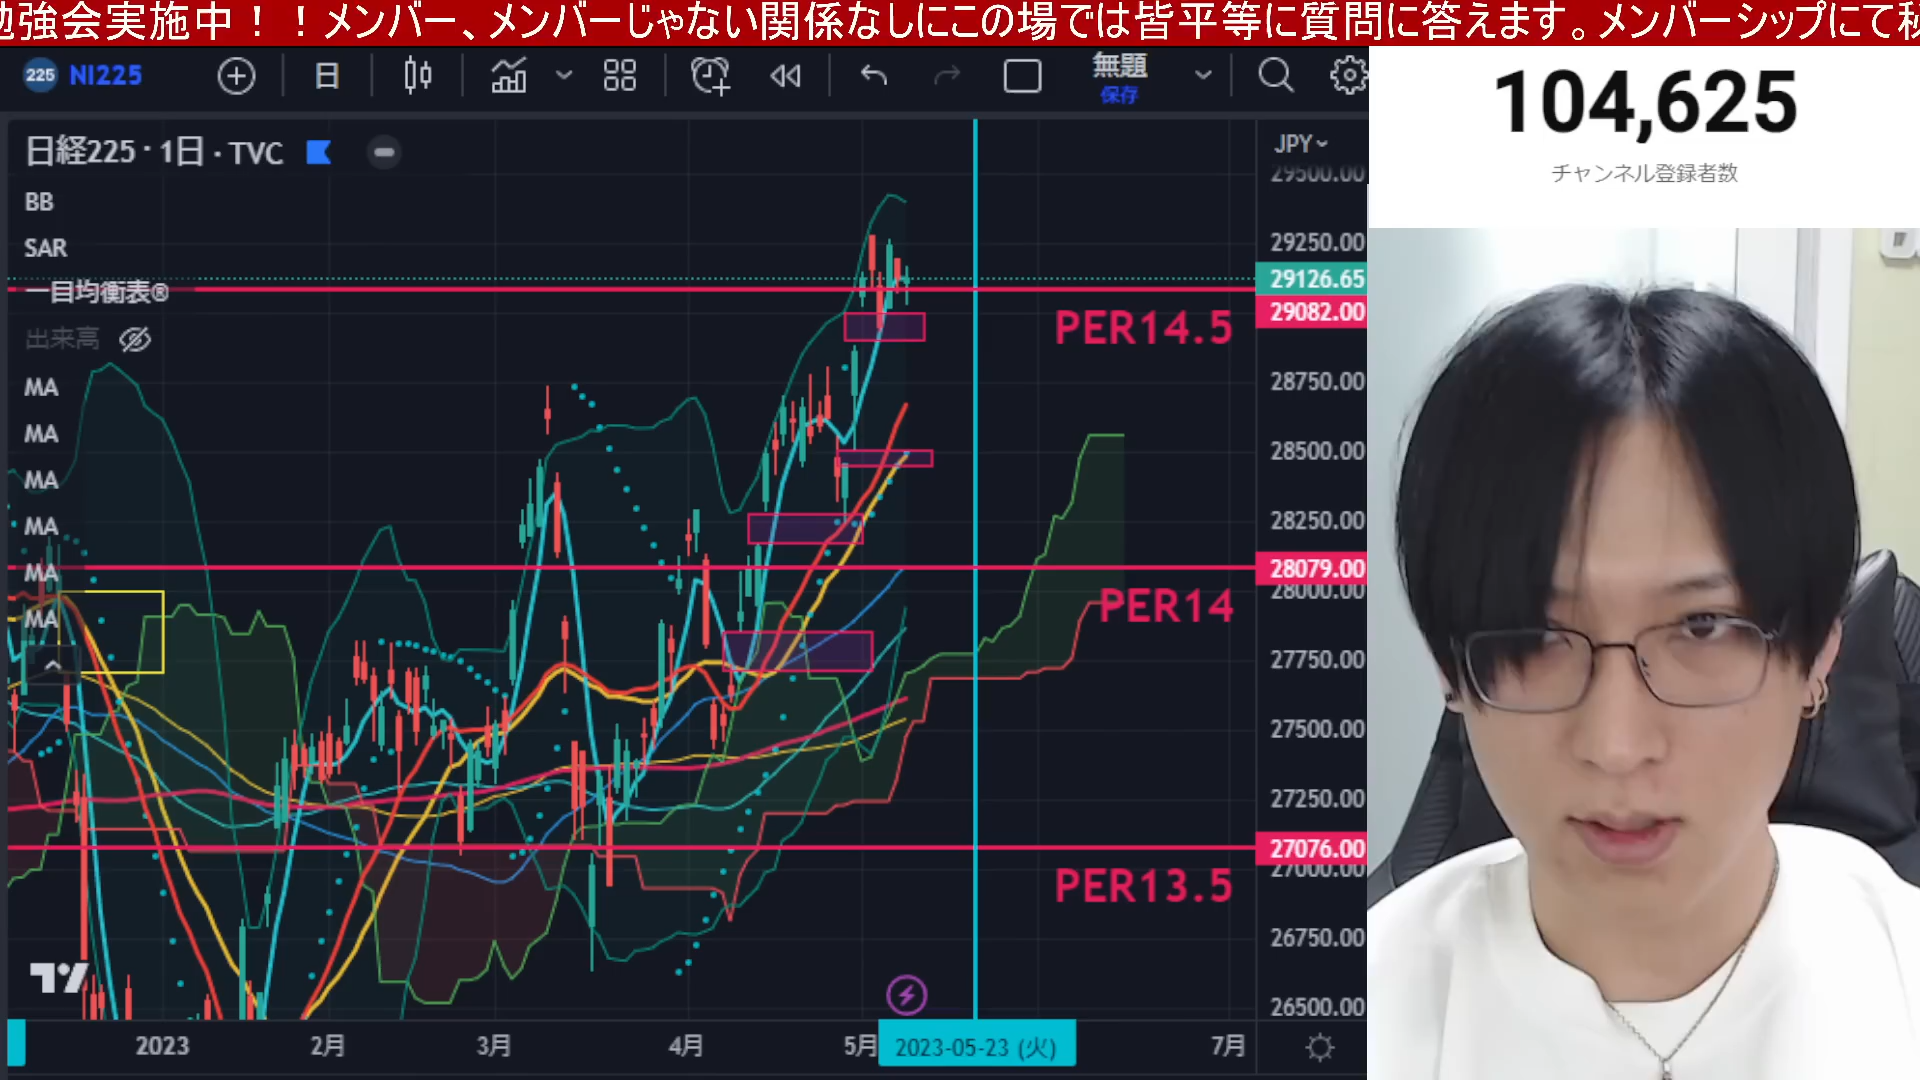 強会実施中！！メンバー、メンバーじゃない関係なしにこの場では皆平等に質問に答えます。メンバーシップにて
225 NI225
日
無題
保存
104,625
チャンネル登録者数
日経225・1日・TVC
JPY
BB
SAR
一目均衡表®
出来高
MA
MA
MA
MA
MA
MA
29500.00
29250.00
29126.65
29082.00
28750.00
28500.00
28250.00
28079.00
28000.00
27750.00
27500.00
27250.00
27076.00
27000.00
26750.00
26500.00
PER14.5
PER14
PER13.5
2023
2月
3月
4月
5月
2023-05-23 (火)
7月